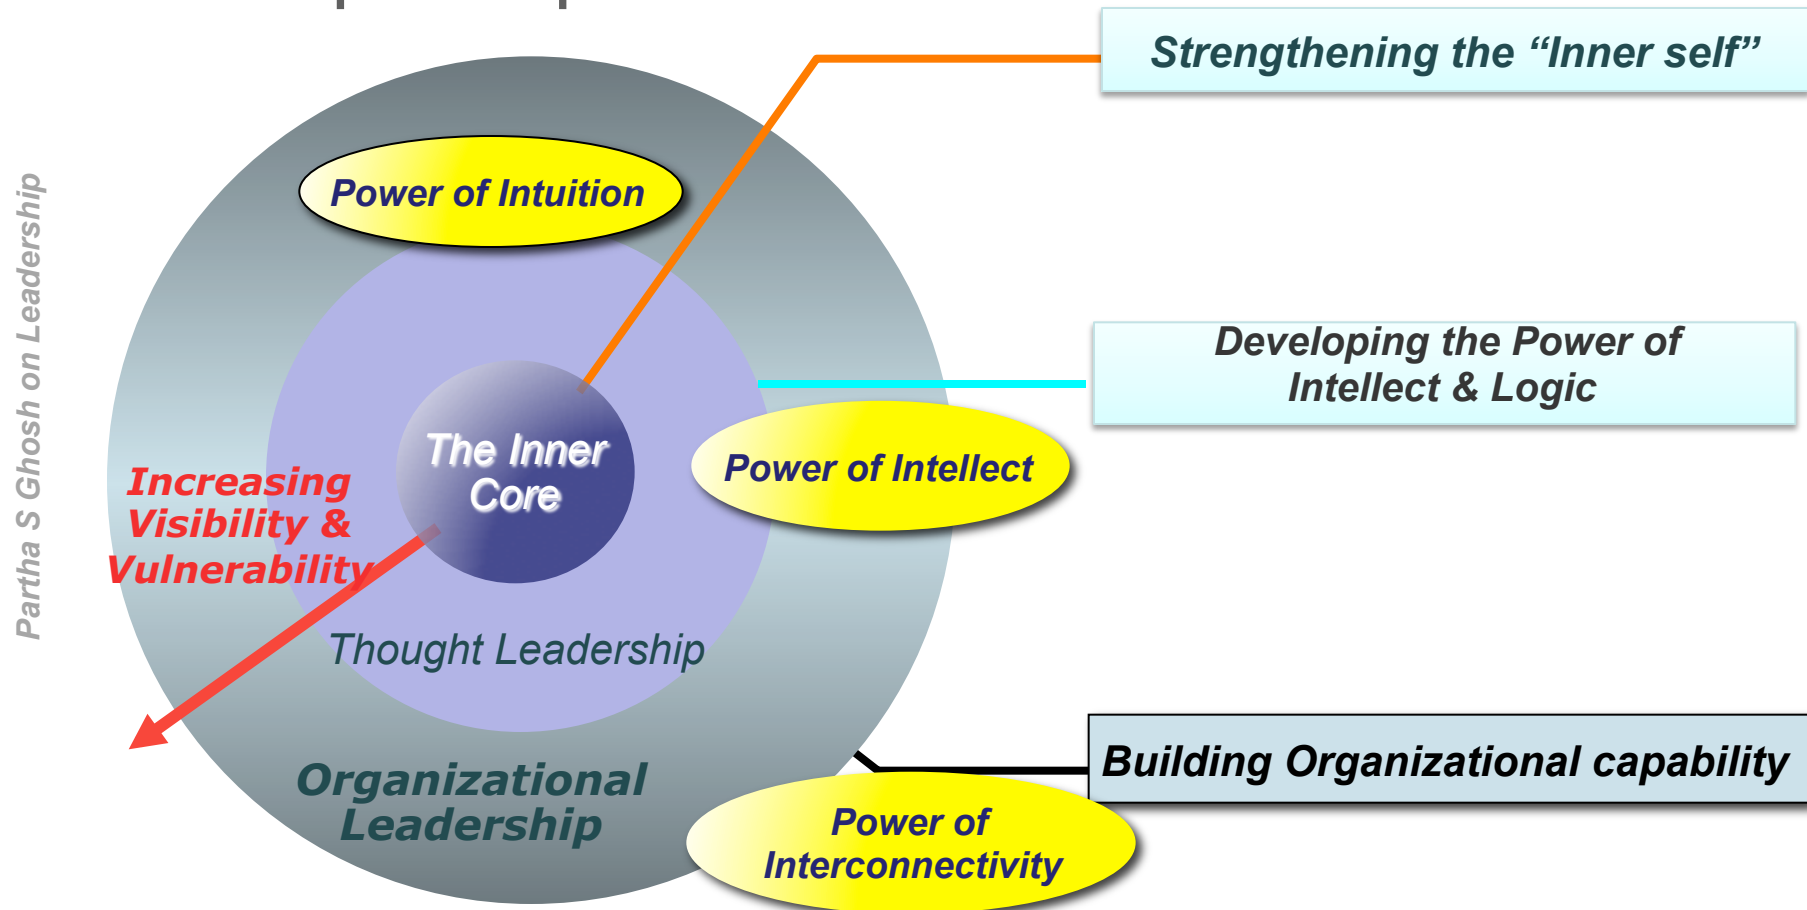 Partha S Ghosh on Leadership
Strengthening the “Inner self”
Power of Intuition
Developing the Power of
Intellect & Logic
The Inner
Core
Power of Intellect
Increasing
Visibility &
Vulnerability
Thought Leadership
Organizational
Leadership
Building Organizational capability
Power of
Interconnectivity